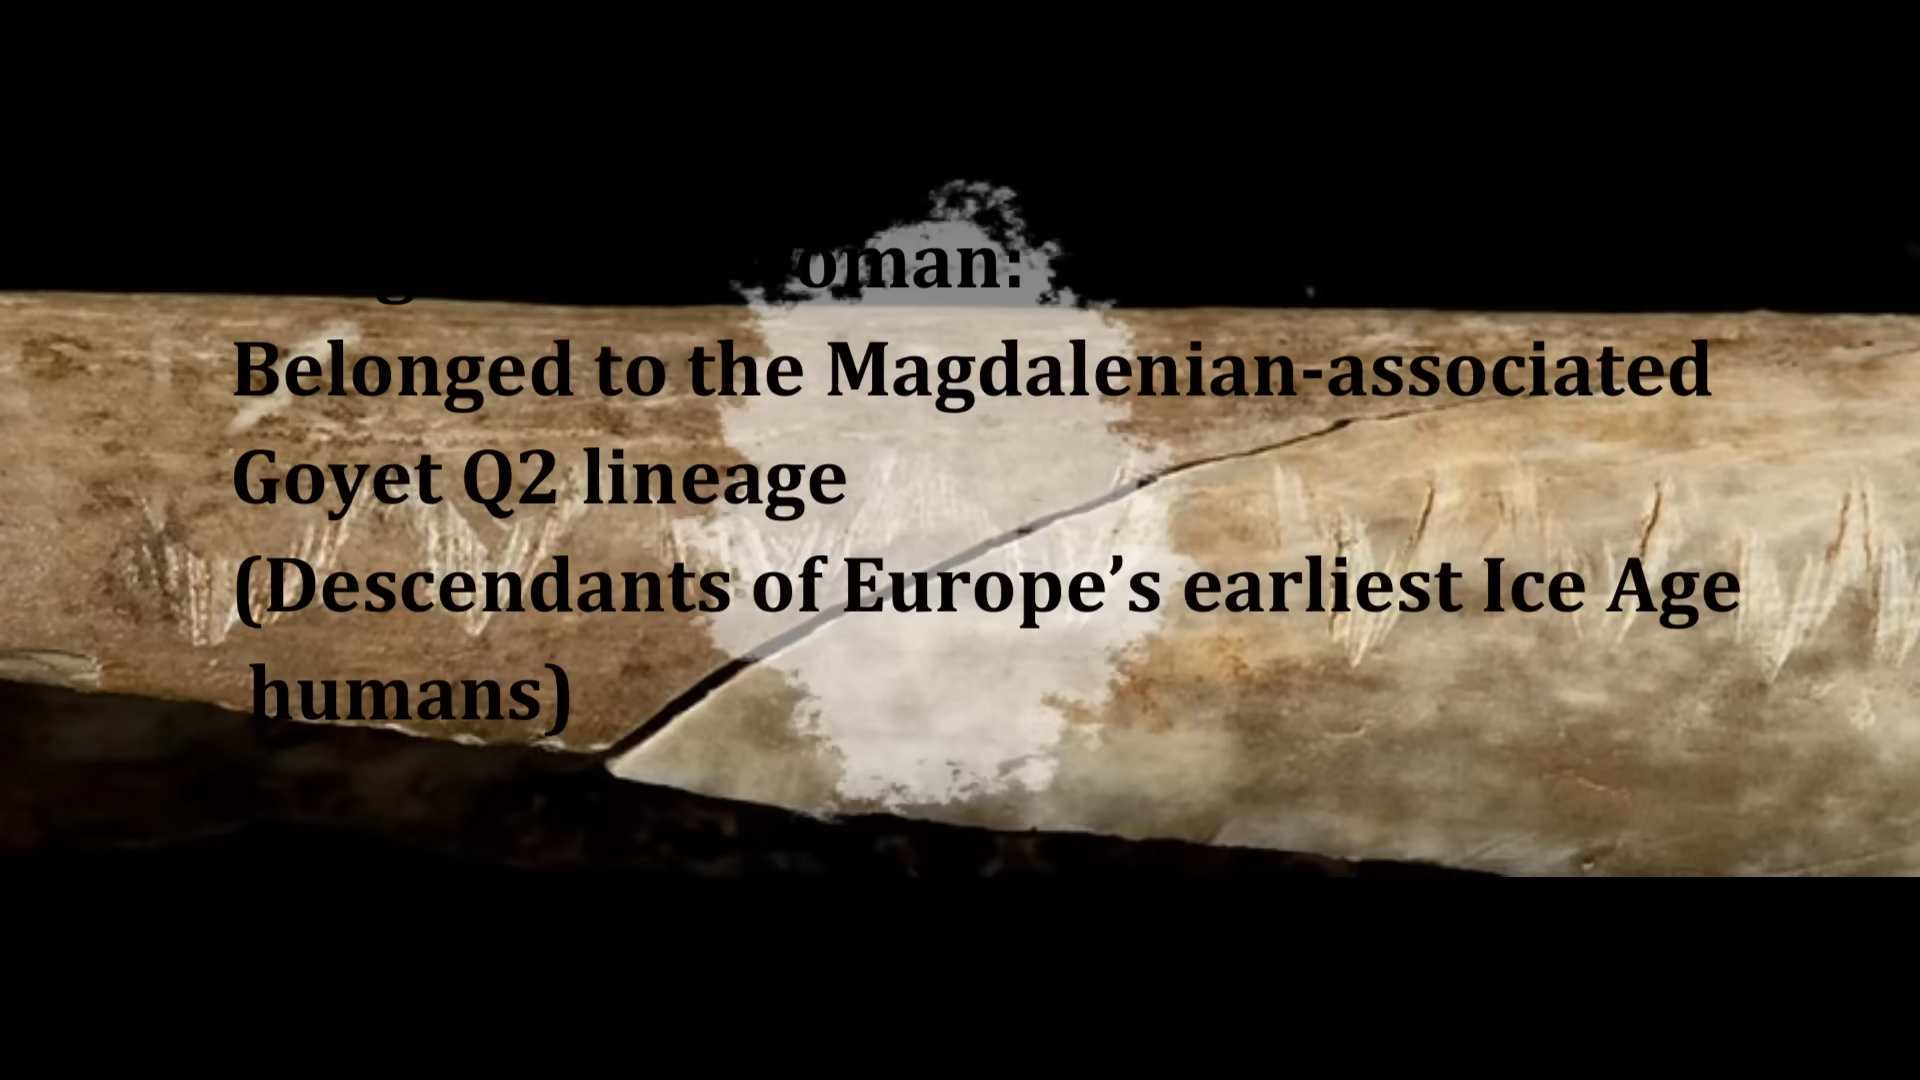 oman:
Belonged to the Magdalenian-associated
Goyet Q2 lineage
(Descendants of Europe’s earliest Ice Age
humans)